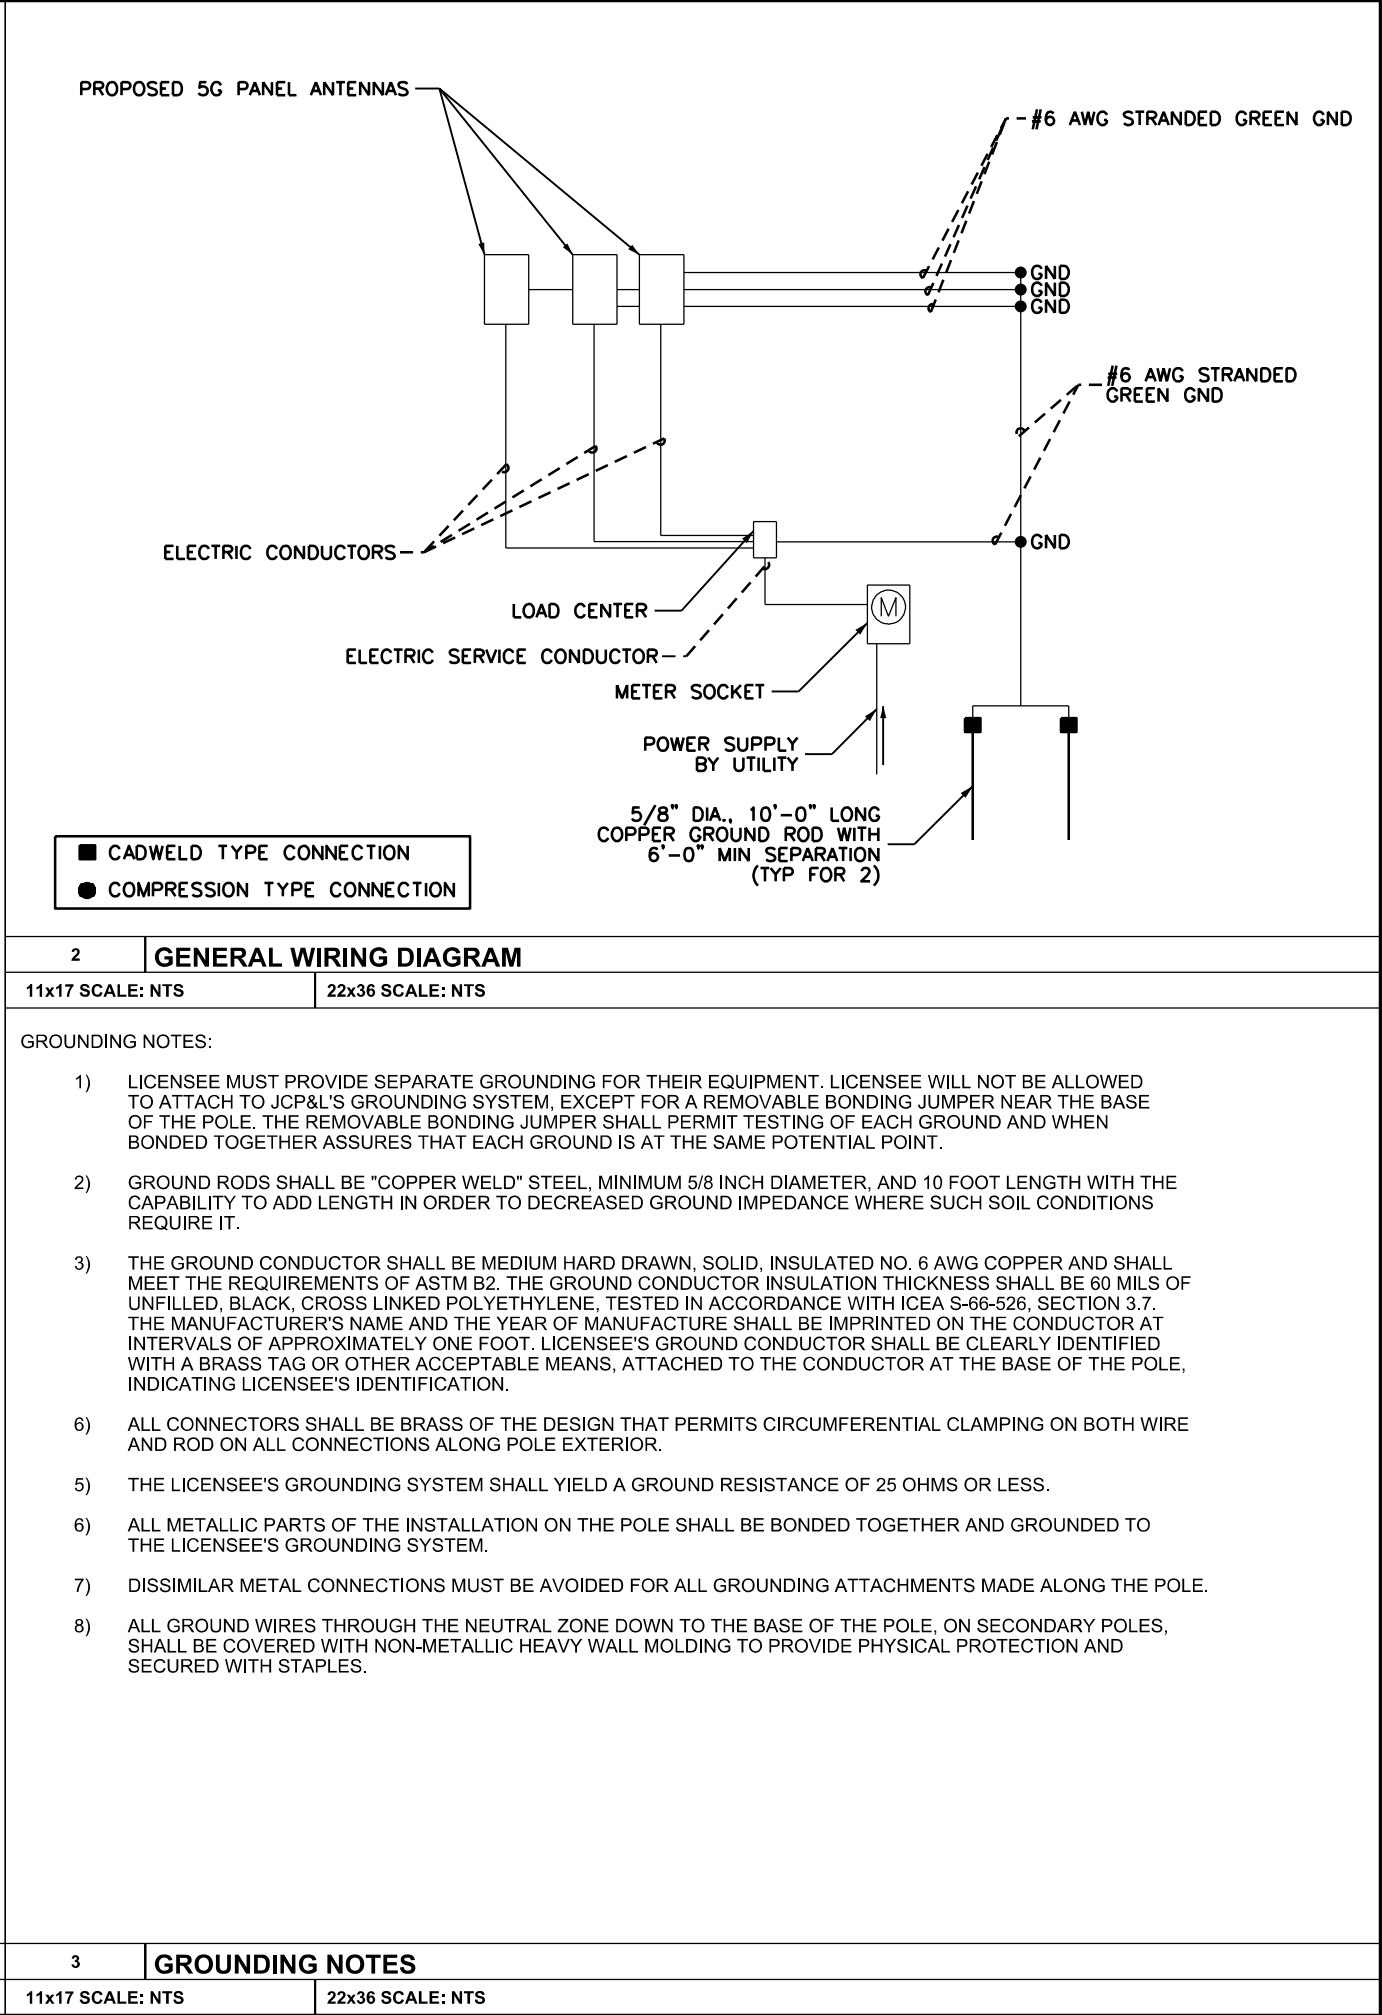 PROPOSED 5G PANEL ANTENNAS
#6 AWG STRANDED GREEN GND
GND
GND
GND
#6 AWG STRANDED
GREEN GND
ELECTRIC CONDUCTORS
GND
LOAD CENTER
M
ELECTRIC SERVICE CONDUCTOR
METER SOCKET
POWER SUPPLY
BY UTILITY
5/8" DIA., 10'-0" LONG
COPPER GROUND ROD WITH
6'-0" MIN SEPARATION
(TYP FOR 2)
CADWELD TYPE CONNECTION
COMPRESSION TYPE CONNECTION
2 GENERAL WIRING DIAGRAM
11x17 SCALE: NTS 22x36 SCALE: NTS
GROUNDING NOTES:
1) LICENSEE MUST PROVIDE SEPARATE GROUNDING FOR THEIR EQUIPMENT. LICENSEE WILL NOT BE ALLOWED
TO ATTACH TO JCP&L'S GROUNDING SYSTEM, EXCEPT FOR A REMOVABLE BONDING JUMPER NEAR THE BASE
OF THE POLE. THE REMOVABLE BONDING JUMPER SHALL PERMIT TESTING OF EACH GROUND AND WHEN
BONDED TOGETHER ASSURES THAT EACH GROUND IS AT THE SAME POTENTIAL POINT.
2) GROUND RODS SHALL BE "COPPER WELD" STEEL, MINIMUM 5/8 INCH DIAMETER, AND 10 FOOT LENGTH WITH THE
CAPABILITY TO ADD LENGTH IN ORDER TO DECREASED GROUND IMPEDANCE WHERE SUCH SOIL CONDITIONS
REQUIRE IT.
3) THE GROUND CONDUCTOR SHALL BE MEDIUM HARD DRAWN, SOLID, INSULATED NO. 6 AWG COPPER AND SHALL
MEET THE REQUIREMENTS OF ASTM B2. THE GROUND CONDUCTOR INSULATION THICKNESS SHALL BE 60 MILS OF
UNFILLED, BLACK, CROSS LINKED POLYETHYLENE, TESTED IN ACCORDANCE WITH ICEA S-66-526, SECTION 3.7.
THE MANUFACTURER'S NAME AND THE YEAR OF MANUFACTURE SHALL BE IMPRINTED ON THE CONDUCTOR AT
INTERVALS OF APPROXIMATELY ONE FOOT. LICENSEE'S GROUND CONDUCTOR SHALL BE CLEARLY IDENTIFIED
WITH A BRASS TAG OR OTHER ACCEPTABLE MEANS, ATTACHED TO THE CONDUCTOR AT THE BASE OF THE POLE,
INDICATING LICENSEE'S IDENTIFICATION.
6) ALL CONNECTORS SHALL BE BRASS OF THE DESIGN THAT PERMITS CIRCUMFERENTIAL CLAMPING ON BOTH WIRE
AND ROD ON ALL CONNECTIONS ALONG POLE EXTERIOR.
5) THE LICENSEE'S GROUNDING SYSTEM SHALL YIELD A GROUND RESISTANCE OF 25 OHMS OR LESS.
6) ALL METALLIC PARTS OF THE INSTALLATION ON THE POLE SHALL BE BONDED TOGETHER AND GROUNDED TO
THE LICENSEE'S GROUNDING SYSTEM.
7) DISSIMILAR METAL CONNECTIONS MUST BE AVOIDED FOR ALL GROUNDING ATTACHMENTS MADE ALONG THE POLE.
8) ALL GROUND WIRES THROUGH THE NEUTRAL ZONE DOWN TO THE BASE OF THE POLE, ON SECONDARY POLES,
SHALL BE COVERED WITH NON-METALLIC HEAVY WALL MOLDING TO PROVIDE PHYSICAL PROTECTION AND
SECURED WITH STAPLES.
3 GROUNDING NOTES
11x17 SCALE: NTS 22x36 SCALE: NTS